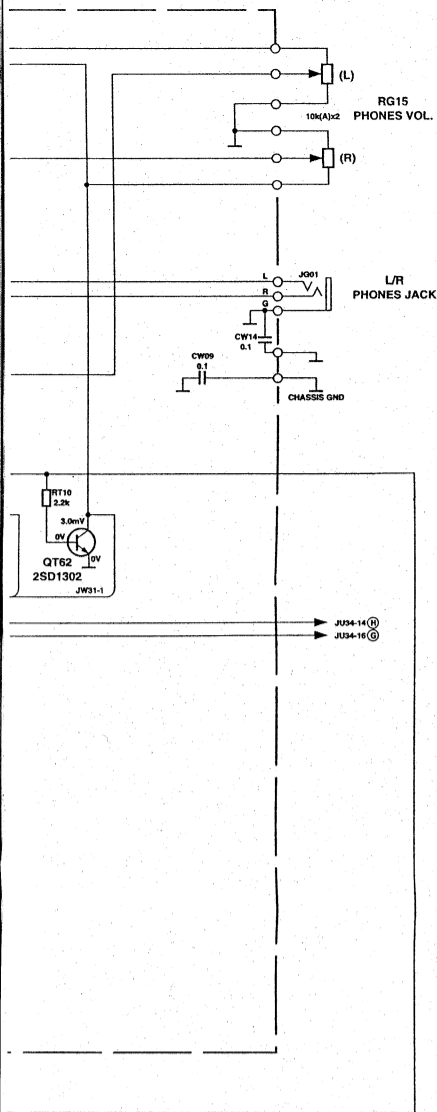 (L)
RG15
10k(A)x2
PHONES VOL.
(R)
L
JG01
L/R
R
PHONES JACK
G
CW14
0.1
CW09
0.1
CHASSIS GND
RT10
2.2k
3.0mV
0V
0V
QT62
2SD1302
JW31-1
JU34-14 H
JU34-16 G